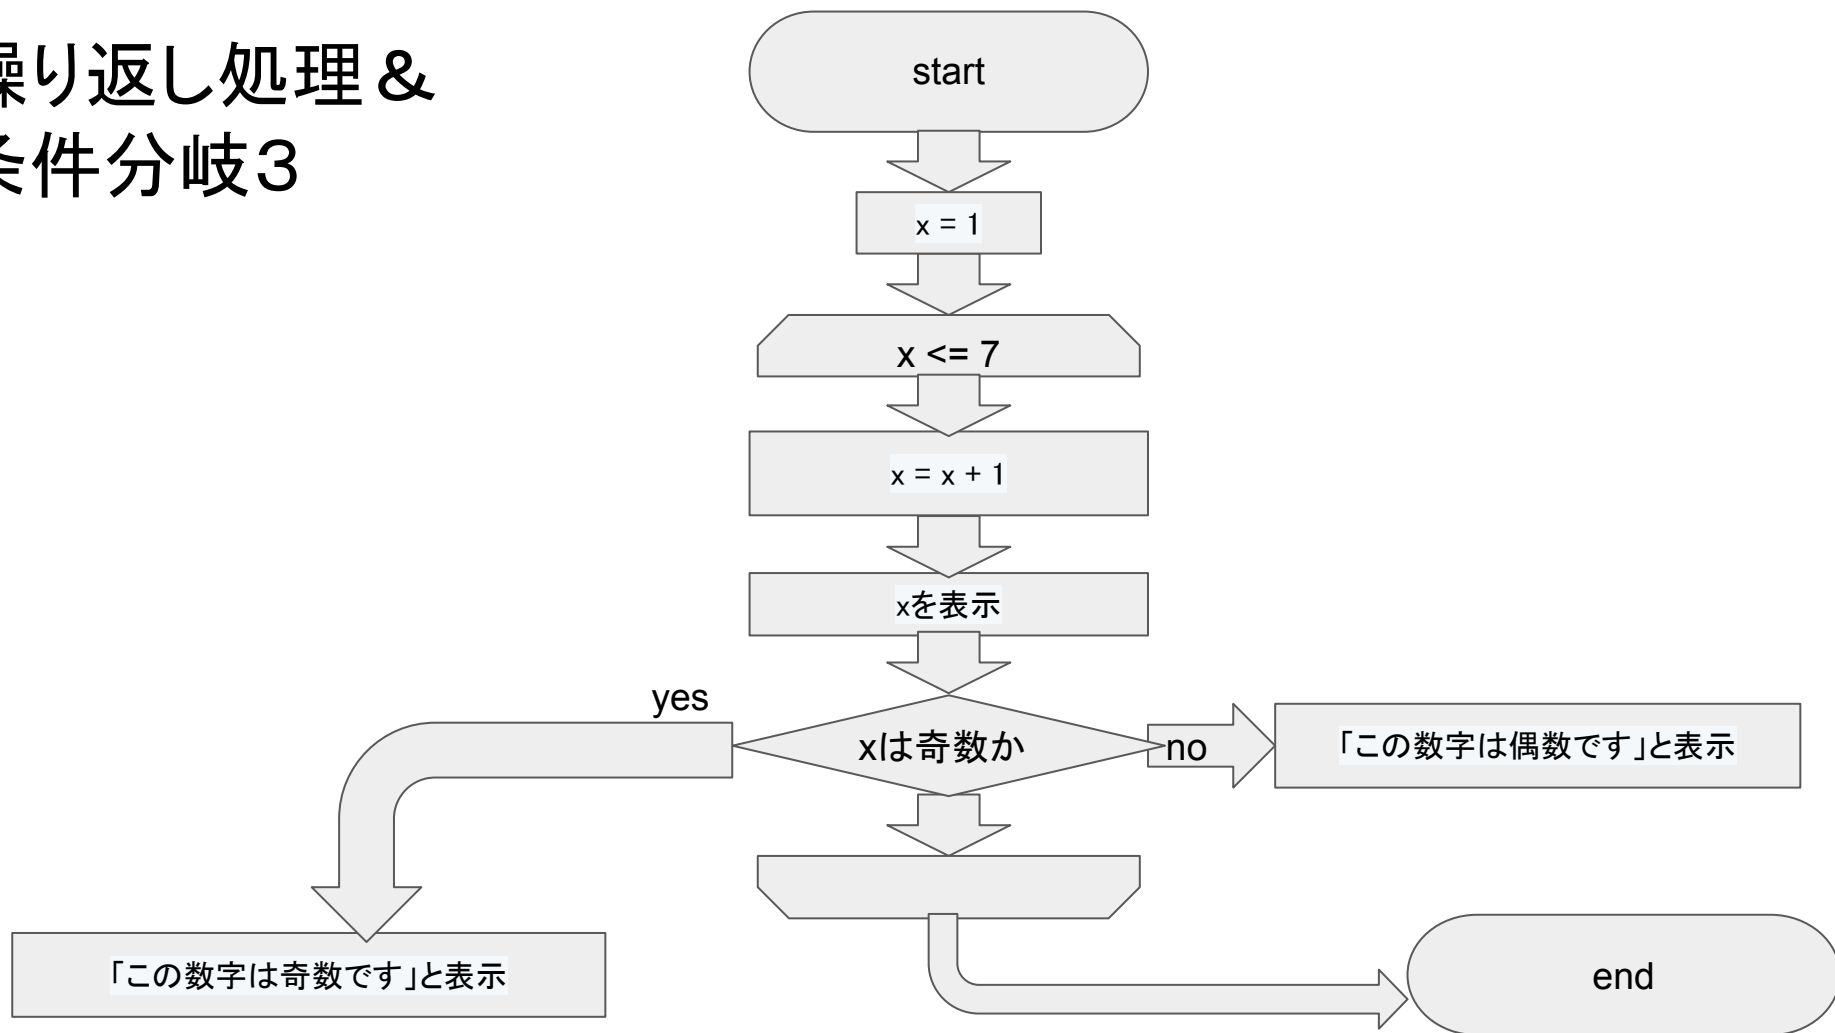 繰り返し処理＆
条件分岐３
start
x = 1
x <= 7
x = x + 1
xを表示
yes
xは奇数か
no
「この数字は偶数です」と表示
「この数字は奇数です」と表示
end